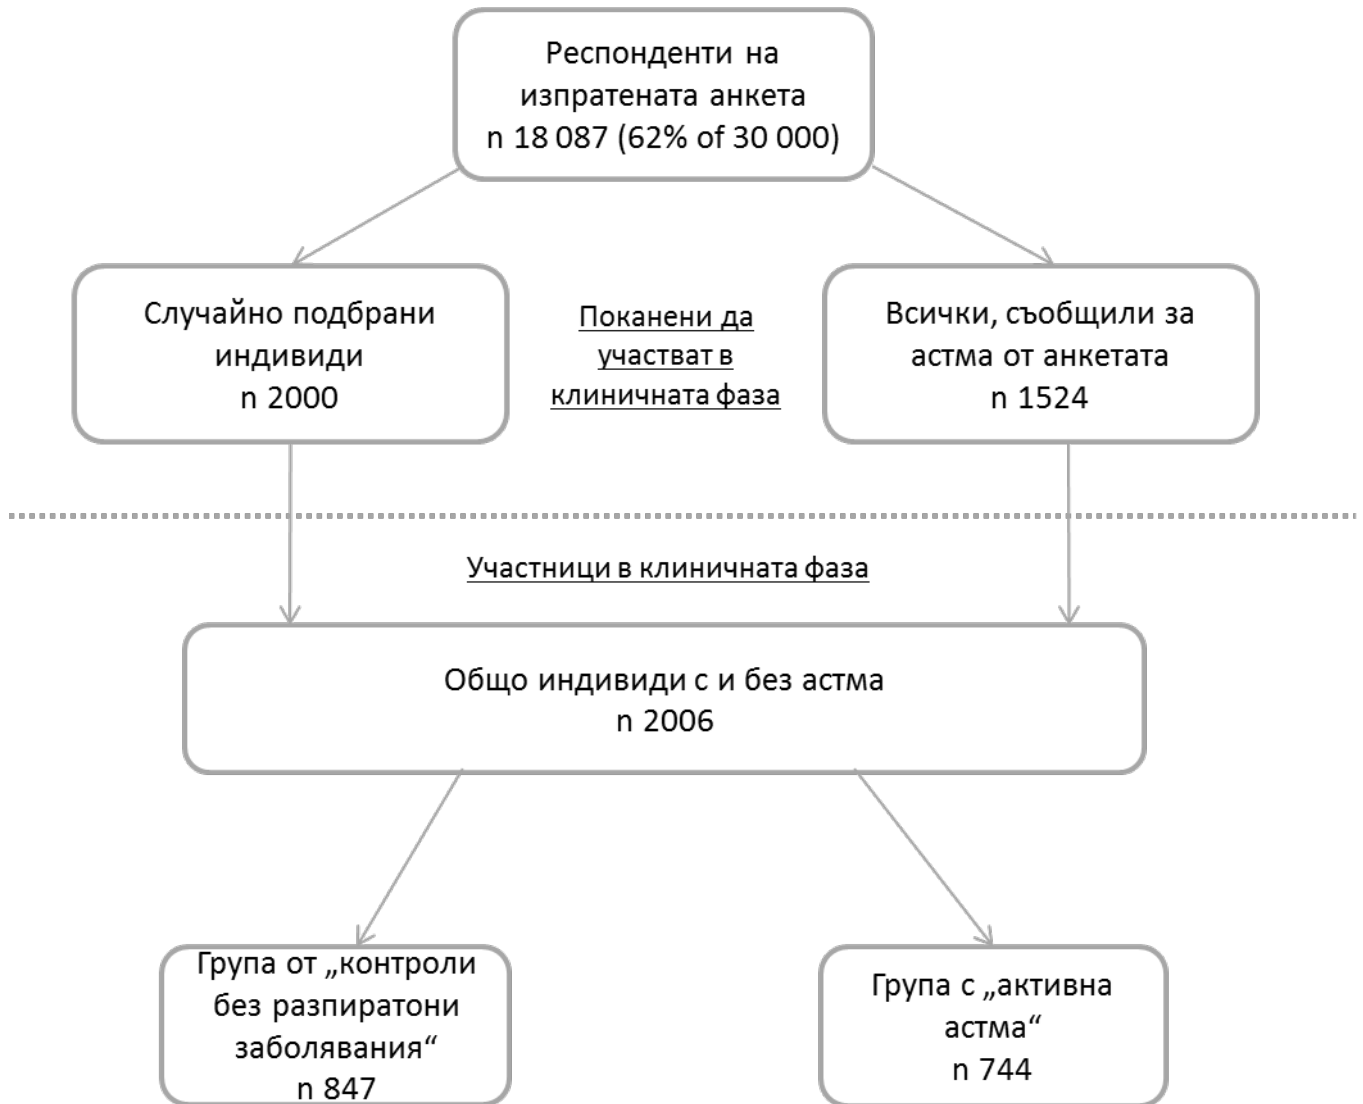 Респонденти на
изпратената анкета
n 18 087 (62% of 30 000)
Случайно подбрани
индивиди
n 2000
Поканени да
участват в
клиничната фаза
Всички, съобщили за
астма от анкетата
n 1524
Участници в клиничната фаза
Общо индивиди с и без астма
n 2006
Група от „контроли
без разпиратони
заболявания“
n 847
Група с „активна
астма“
n 744